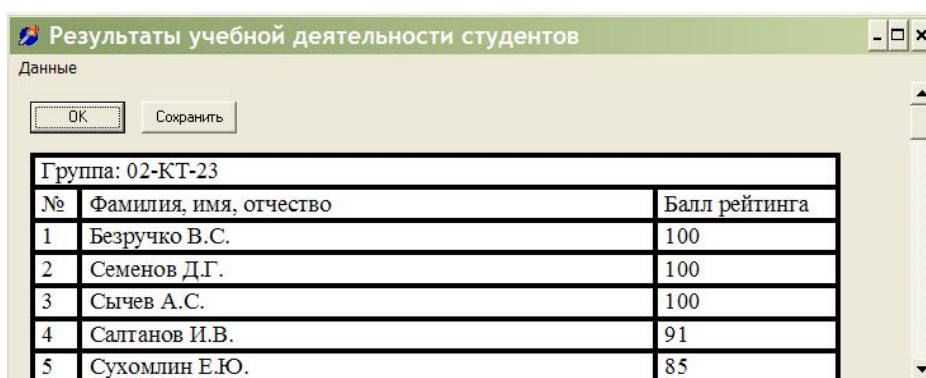 Результаты учебной деятельности студентов
Данные
OK Сохранить
Группа: 02-КТ-23
№ Фамилия, имя, отчество Балл рейтинга
1 Безручко В.С. 100
2 Семенов Д.Г. 100
3 Сычев А.С. 100
4 Салтанов И.В. 91
5 Сухомлин Е.Ю. 85